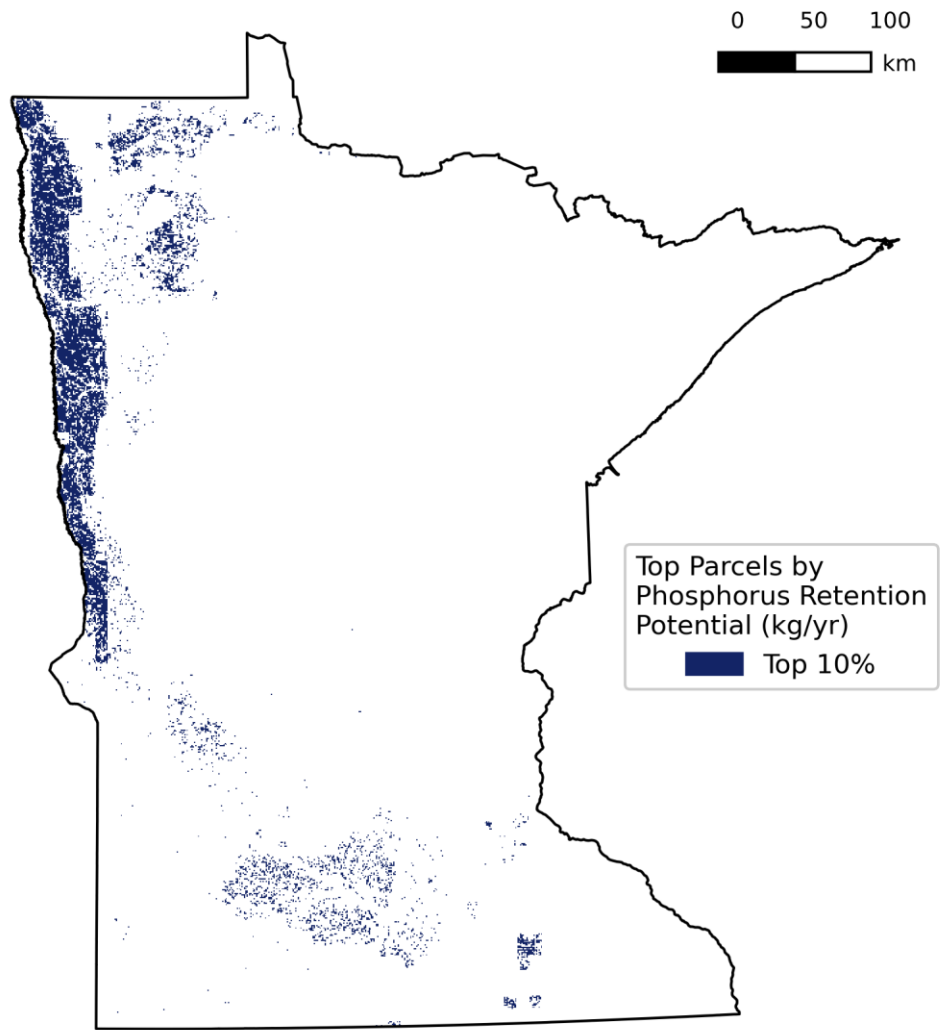 0 50 100
km
Top Parcels by
Phosphorus Retention
Potential (kg/yr)
Top 10%